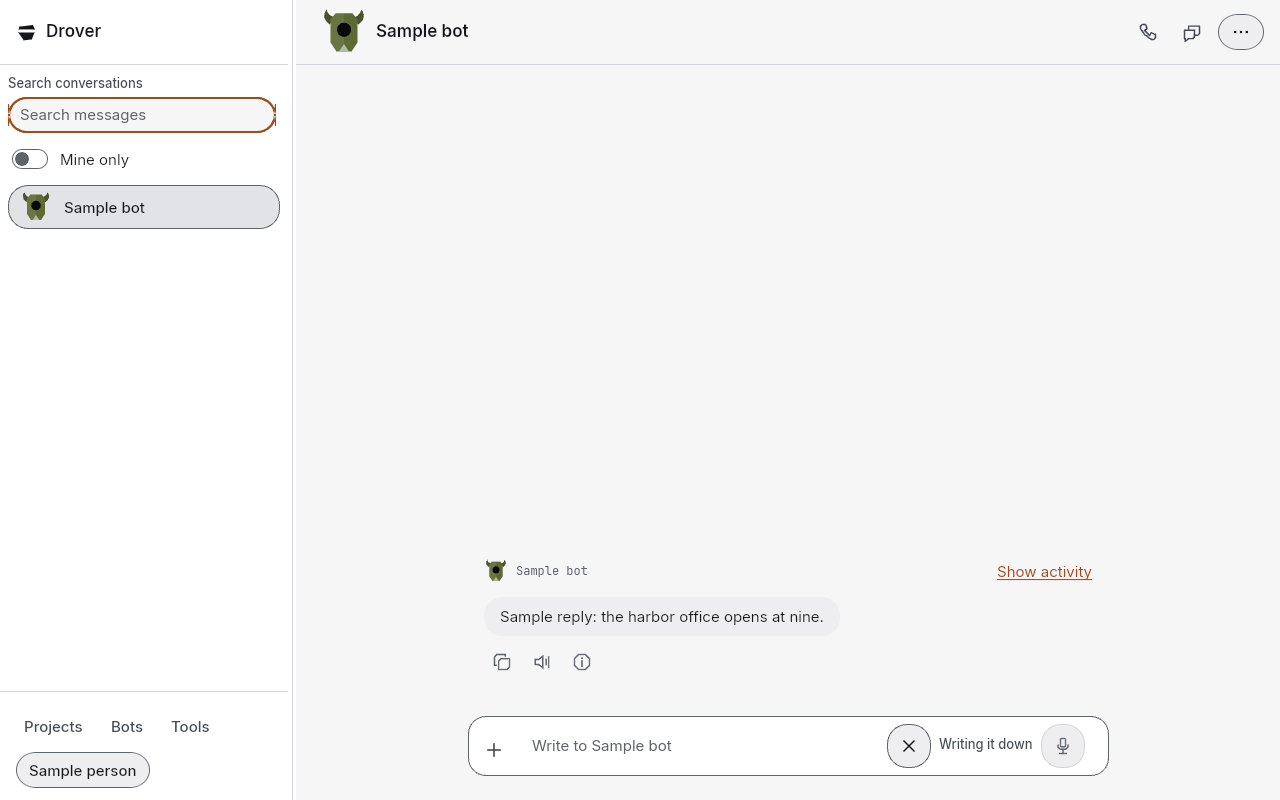 Drover
Search conversations
Search messages
Mine only
Sample bot
Projects
Bots
Tools
Sample person
Sample bot
Sample bot
Show activity
Sample reply: the harbor office opens at nine.
Write to Sample bot
Writing it down